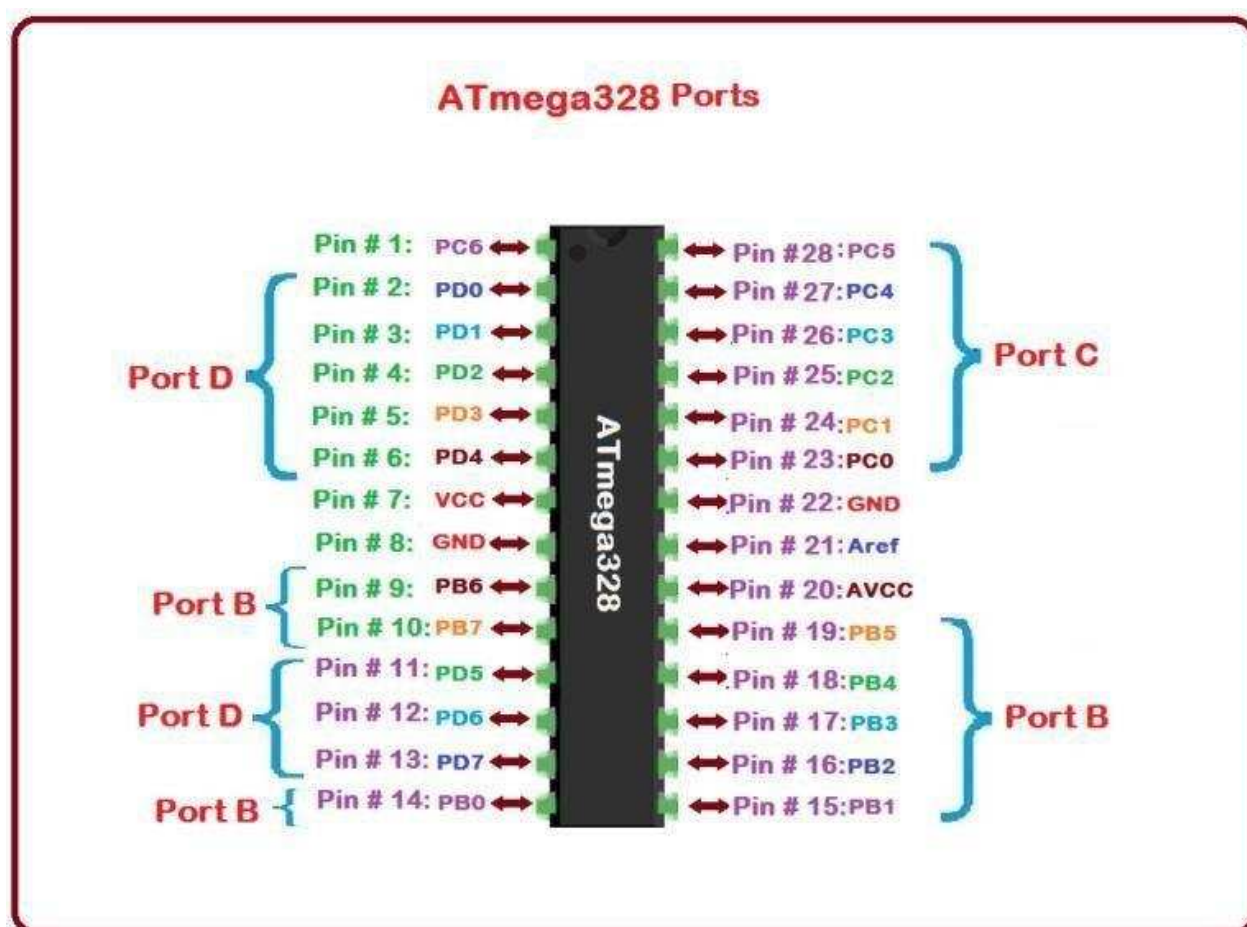 ATmega328 Ports
Pin # 1: PC6
Pin # 2: PD0
Pin # 3: PD1
Pin # 4: PD2
Pin # 5: PD3
Pin # 6: PD4
Pin # 7: VCC
Pin # 8: GND
Pin # 9: PB6
Pin # 10: PB7
Pin # 11: PD5
Pin # 12: PD6
Pin # 13: PD7
Pin # 14: PB0
Port D
Port B
Port D
Port B
ATmega328
Pin #28: PC5
Pin #27: PC4
Pin # 26: PC3
Pin # 25: PC2
Pin # 24: PC1
Pin # 23: PC0
Pin # 22: GND
Pin # 21: Aref
Pin # 20: AVCC
Pin # 19: PB5
Pin # 18: PB4
Pin # 17: PB3
Pin # 16: PB2
Pin # 15: PB1
Port C
Port B